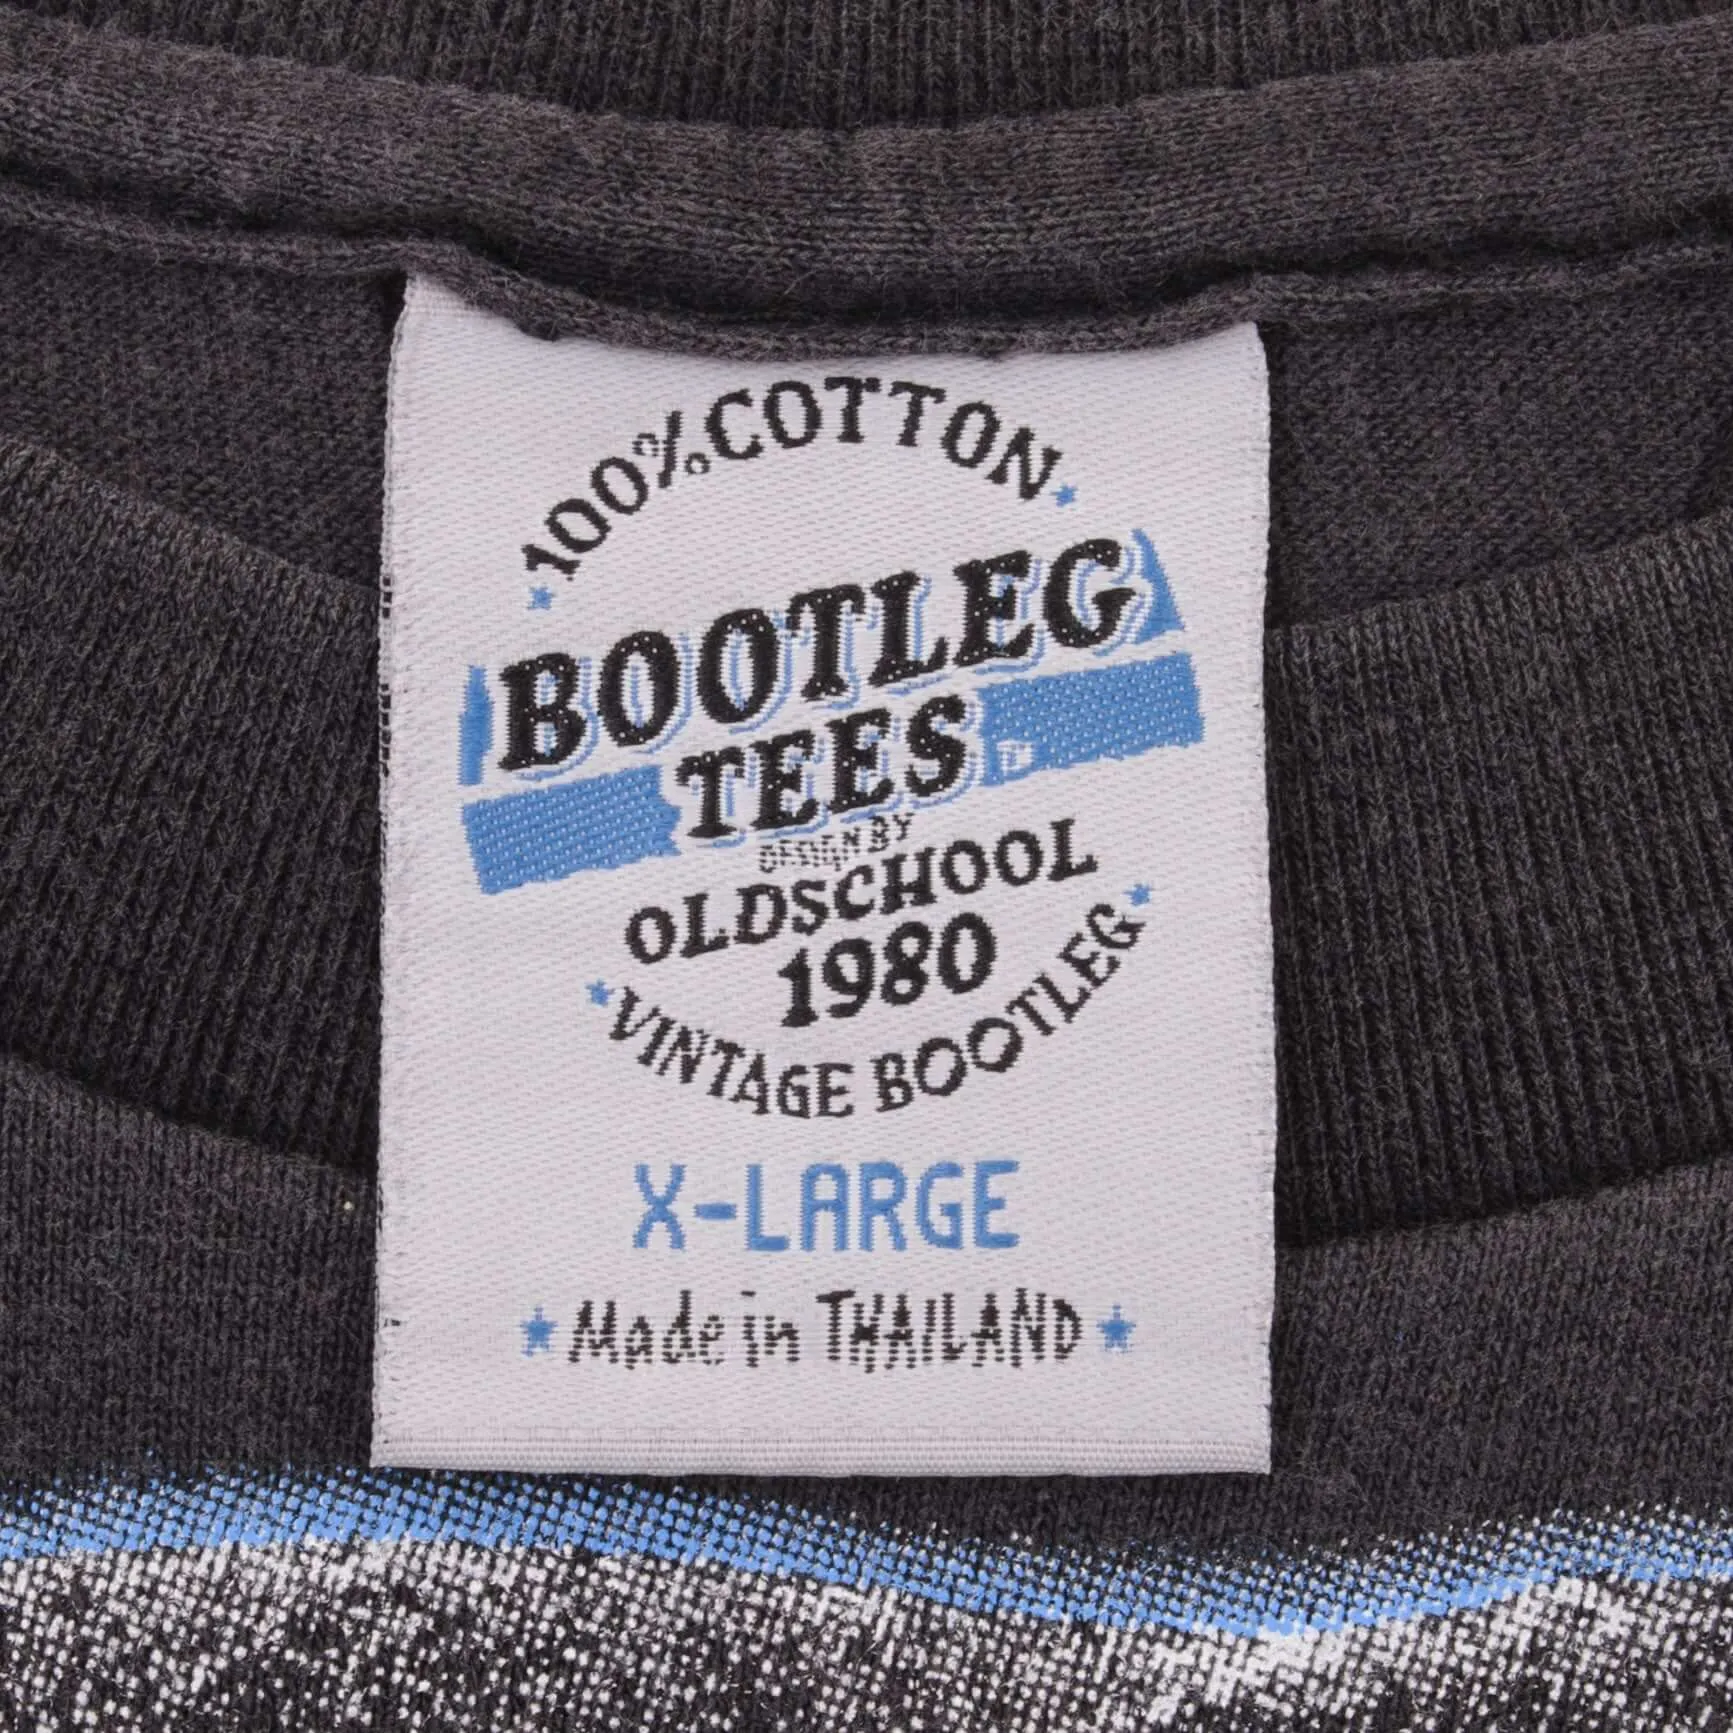 100% COTTON
BOOTLEG
TEES
DESIGN BY
OLDSCHOOL
1980
VINTAGE BOOTLEG
X-LARGE
Made in THAILAND